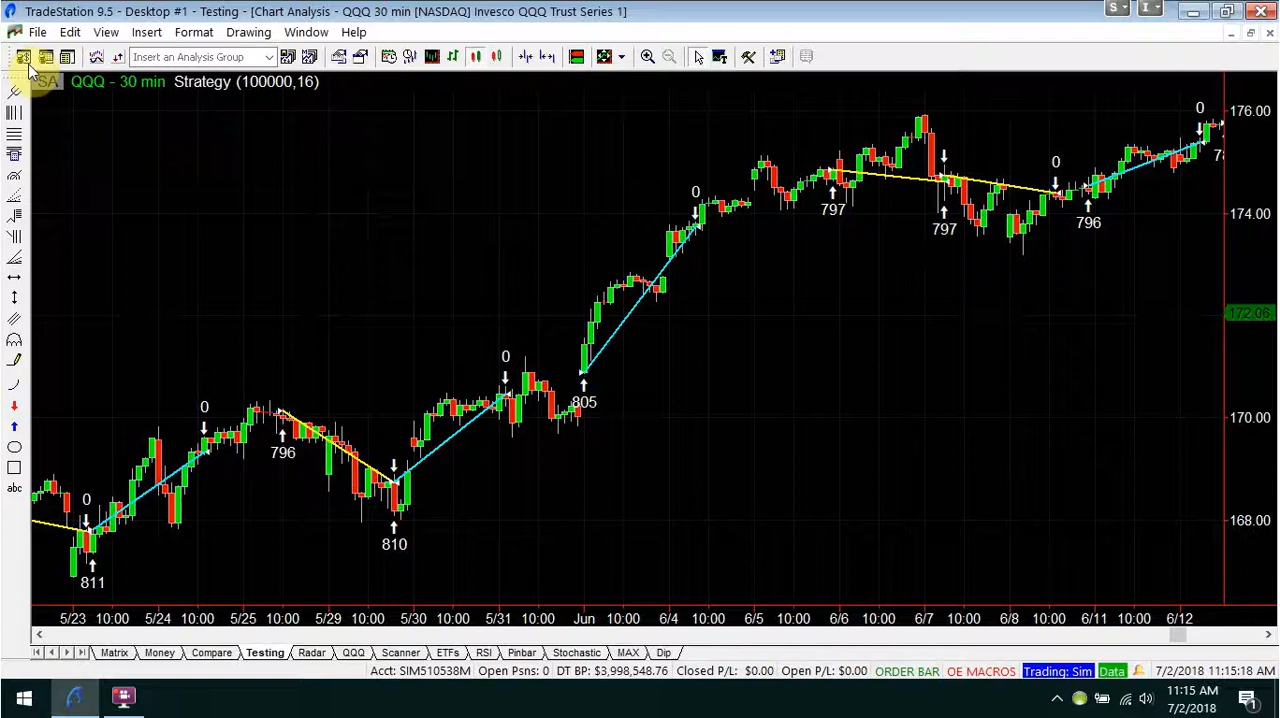 TradeStation 9.5 - Desktop #1 - Testing - [Chart Analysis - QQQ 30 min [NASDAQ] Invesco QQQ Trust Series 1]
S I
File Edit View Insert Format Drawing Window Help
Insert an Analysis Group
SA QQQ - 30 min Strategy (100000,16)
176.00
174.00
172.06
170.00
168.00
0
0
0
0
0
0
797
797
796
805
796
810
811
5/23 10:00 5/24 10:00 5/25 10:00 5/29 10:00 5/30 10:00 5/31 10:00 Jun 10:00 6/4 10:00 6/5 10:00 6/6 10:00 6/7 10:00 6/8 10:00 6/11 10:00 6/12
Matrix Money Compare Testing Radar QQQ Scanner ETFs RSI Pinbar Stochastic MAX Dip
Acct: SIM510538M Open Psns: 0 DT BP: $3,998,548.76 Closed P/L: $0.00 Open P/L: $0.00 ORDER BAR OE MACROS Trading: Sim Data 7/2/2018 11:15:18 AM
abc
11:15 AM
7/2/2018
1